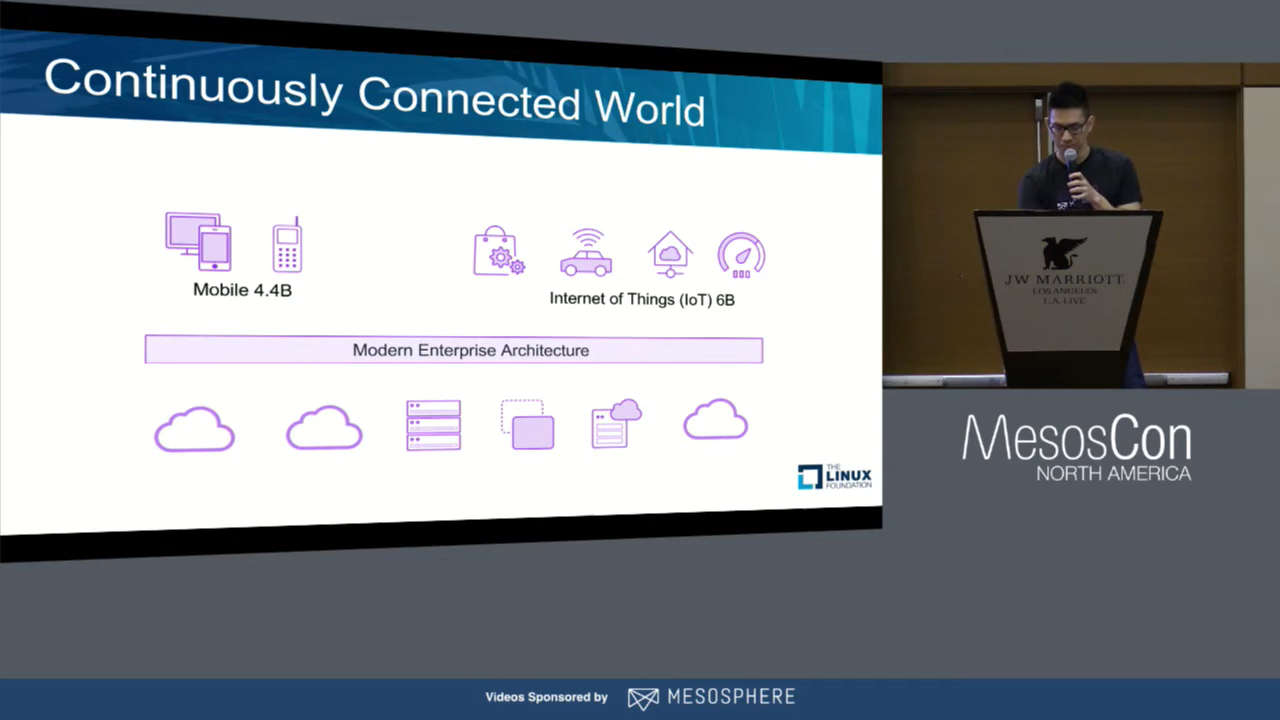 Continuously Connected World
Mobile 4.4B
Internet of Things (IoT) 6B
Modern Enterprise Architecture
THE
LINUX
FOUNDATION
JW MARRIOTT
LOS ANGELES
L.A. LIVE
MesosCon
NORTH AMERICA
Videos Sponsored by
MESOSPHERE